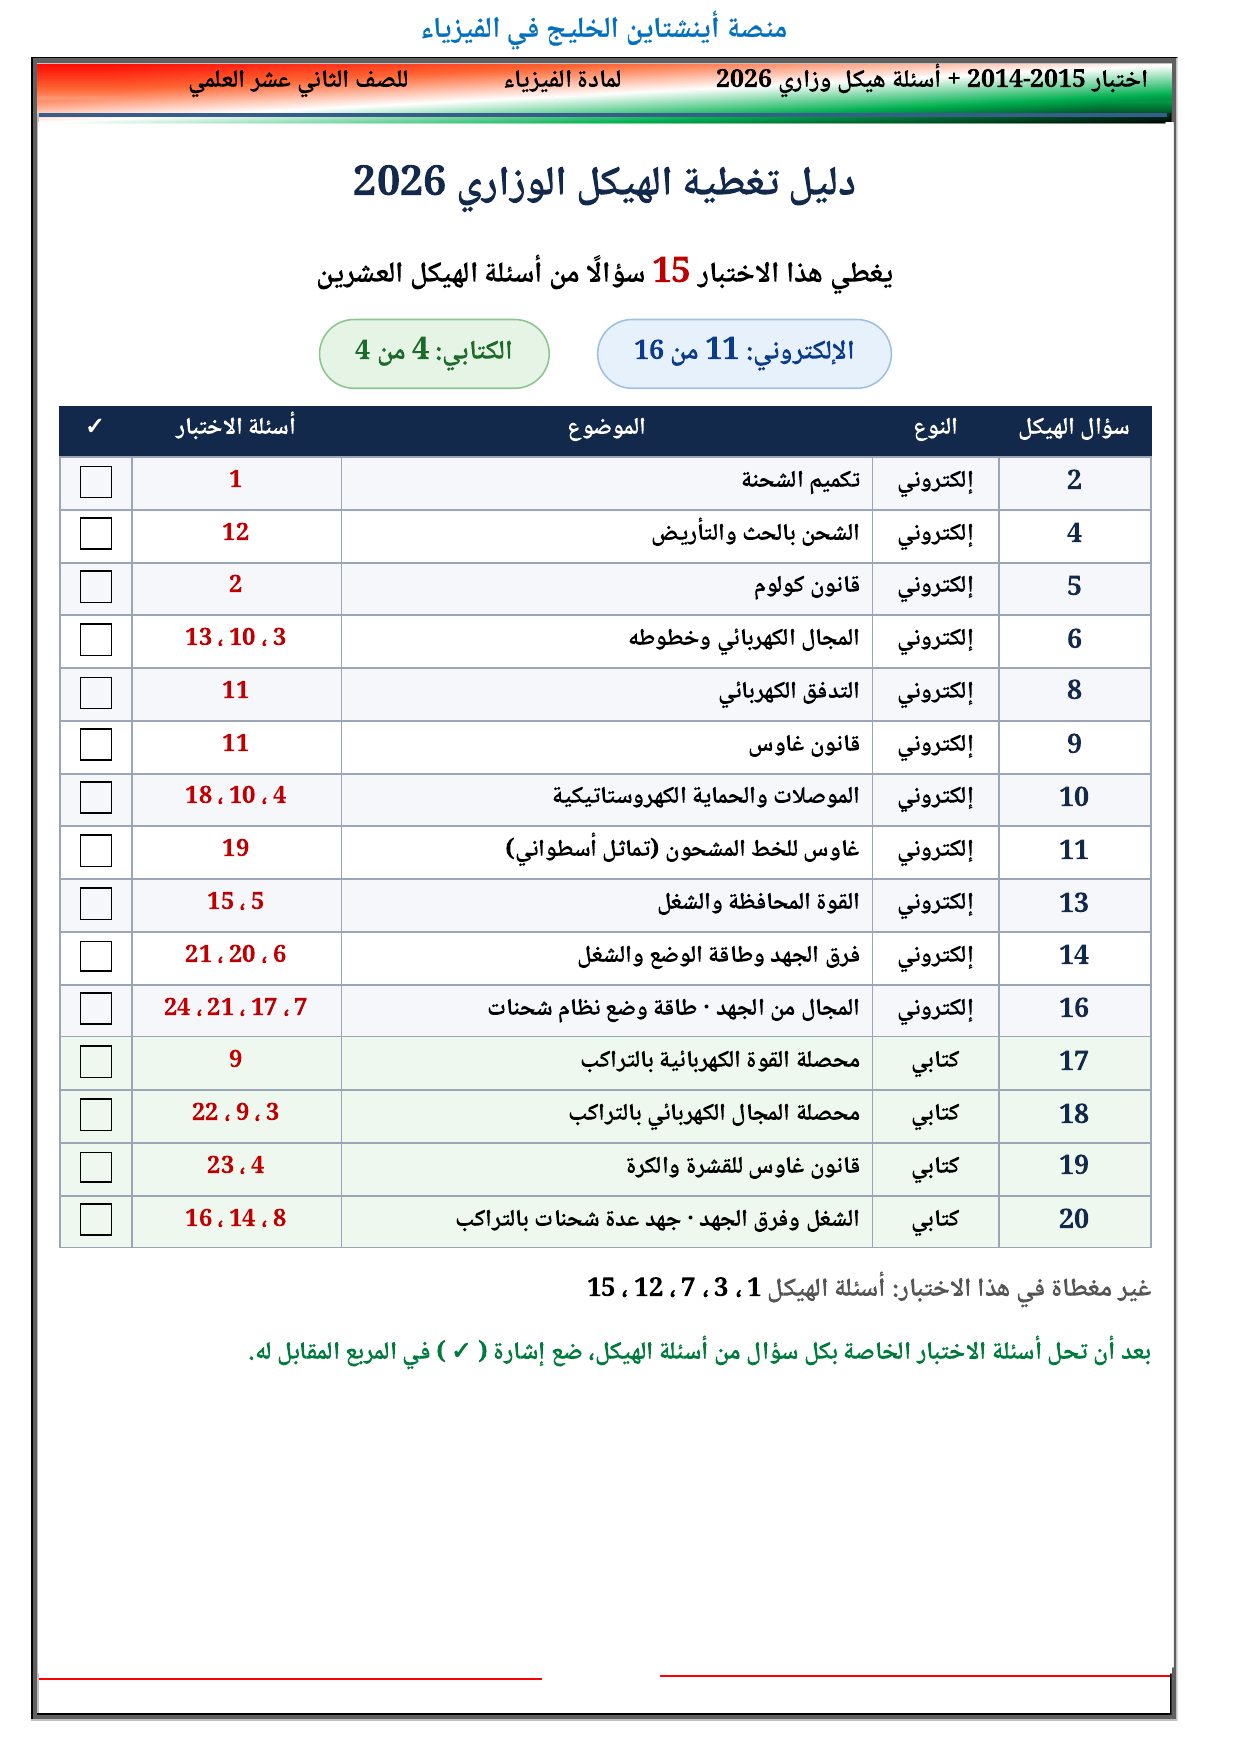 منصة أينشتاين الخليج في الفيزياء
اختبار 2015-2014 + أسئلة هيكل وزاري 2026 لمادة الفيزياء للصف الثاني عشر العلمي
دليل تغطية الهيكل الوزاري 2026
يغطي هذا الاختبار 15 سؤالًا من أسئلة الهيكل العشرين
الإلكتروني: 11 من 16 الكتابي: 4 من 4
سؤال الهيكل النوع الموضوع أسئلة الاختبار ✓
2 إلكتروني تكميم الشحنة 1
4 إلكتروني الشحن بالحث والتأريض 12
5 إلكتروني قانون كولوم 2
6 إلكتروني المجال الكهربائي وخطوطه 3 ، 10 ، 13
8 إلكتروني التدفق الكهربائي 11
9 إلكتروني قانون غاوس 11
10 إلكتروني الموصلات والحماية الكهروستاتيكية 4 ، 10 ، 18
11 إلكتروني غاوس للخط المشحون (تماثل أسطواني) 19
13 إلكتروني القوة المحافظة والشغل 5 ، 15
14 إلكتروني فرق الجهد وطاقة الوضع والشغل 6 ، 20 ، 21
16 إلكتروني المجال من الجهد · طاقة وضع نظام شحنات 7 ، 17 ، 21 ، 24
17 كتابي محصلة القوة الكهربائية بالتراكب 9
18 كتابي محصلة المجال الكهربائي بالتراكب 3 ، 9 ، 22
19 كتابي قانون غاوس للقشرة والكرة 4 ، 23
20 كتابي الشغل وفرق الجهد · جهد عدة شحنات بالتراكب 8 ، 14 ، 16
غير مغطاة في هذا الاختبار: أسئلة الهيكل 1 ، 3 ، 7 ، 12 ، 15
بعد أن تحل أسئلة الاختبار الخاصة بكل سؤال من أسئلة الهيكل، ضع إشارة ( ✓ ) في المربع المقابل له.